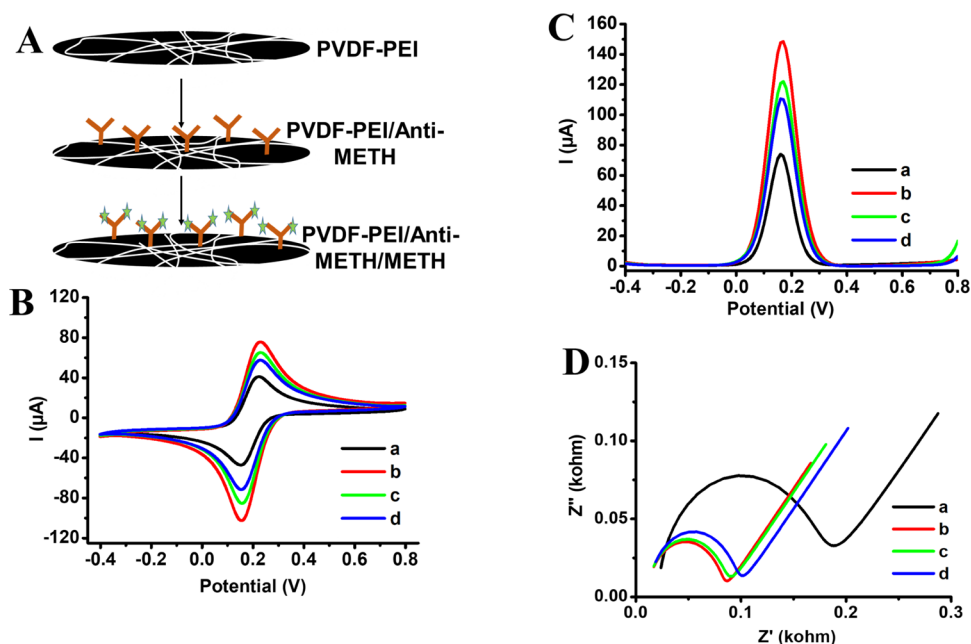 A
PVDF-PEI
PVDF-PEI/Anti-
METH
PVDF-PEI/Anti-
METH/METH
B
I (µA)
120
80
40
0
-40
-80
-120
-0.4 -0.2 0.0 0.2 0.4 0.6 0.8
Potential (V)
a
b
c
d
C
I (µA)
160
140
120
100
80
60
40
20
0
-0.4 -0.2 0.0 0.2 0.4 0.6 0.8
Potential (V)
a
b
c
d
D
Z" (kohm)
0.15
0.10
0.05
0.00
0.0 0.1 0.2 0.3
Z' (kohm)
a
b
c
d